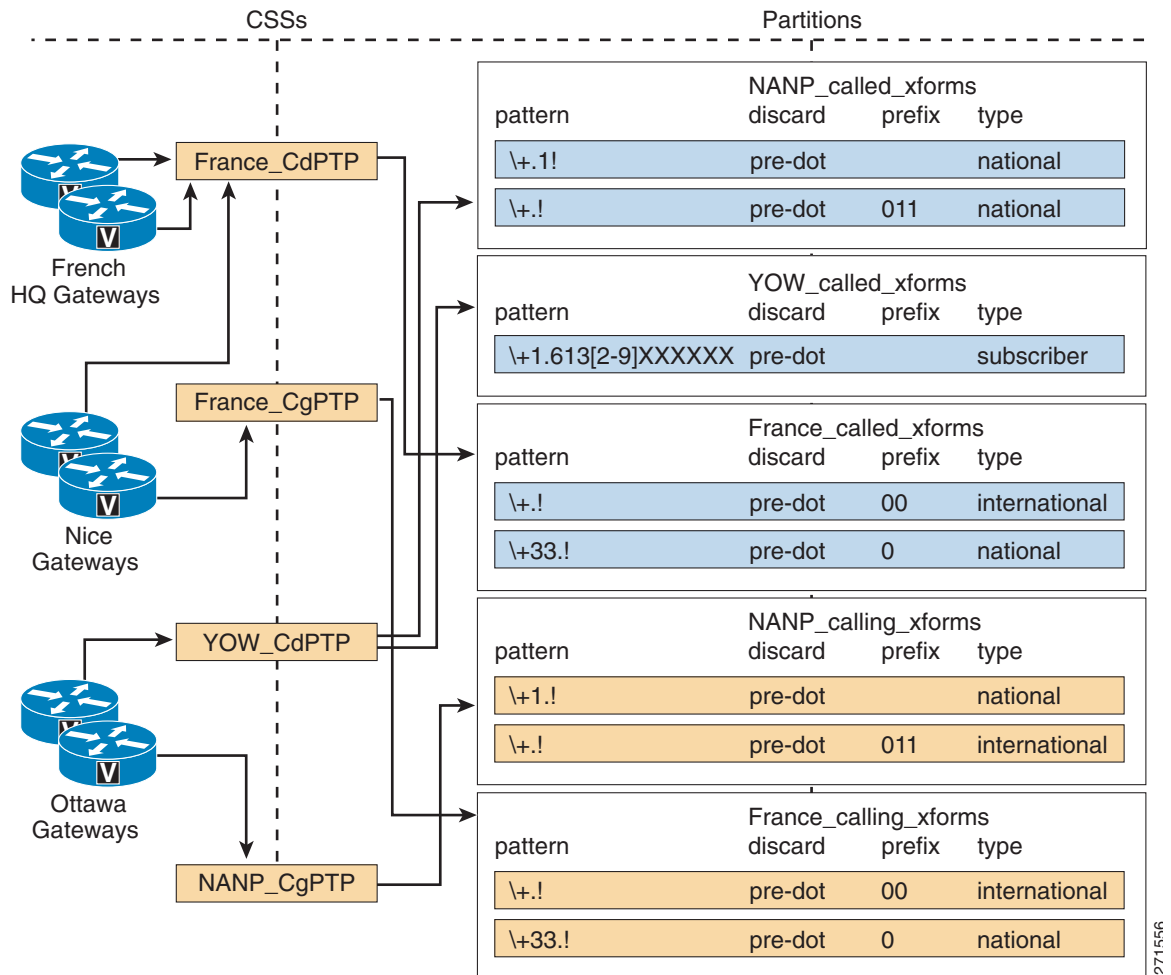 CSSs
Partitions
French
HQ Gateways
Nice
Gateways
Ottawa
Gateways
V
V
V
V
V
V
France_CdPTP
France_CgPTP
YOW_CdPTP
NANP_CgPTP
NANP_called_xforms
pattern discard prefix type
\+.1! pre-dot national
\+.! pre-dot 011 national
YOW_called_xforms
pattern discard prefix type
\+1.613[2-9]XXXXXX pre-dot subscriber
France_called_xforms
pattern discard prefix type
\+.! pre-dot 00 international
\+33.! pre-dot 0 national
NANP_calling_xforms
pattern discard prefix type
\+1.! pre-dot national
\+.! pre-dot 011 international
France_calling_xforms
pattern discard prefix type
\+.! pre-dot 00 international
\+33.! pre-dot 0 national
271556